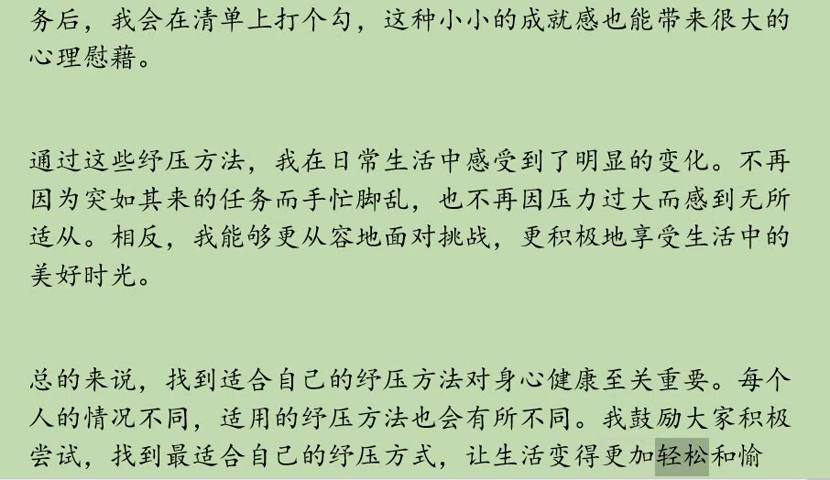 务后，我会在清单上打个勾，这种小小的成就感也能带来很大的
心理慰藉。
通过这些纾压方法，我在日常生活中感受到了明显的变化。不再
因为突如其来的任务而手忙脚乱，也不再因压力过大而感到无所
适从。相反，我能够更从容地面对挑战，更积极地享受生活中的
美好时光。
总的来说，找到适合自己的纾压方法对身心健康至关重要。每个
人的情况不同，适用的纾压方法也会有所不同。我鼓励大家积极
尝试，找到最适合自己的纾压方式，让生活变得更加轻松和愉